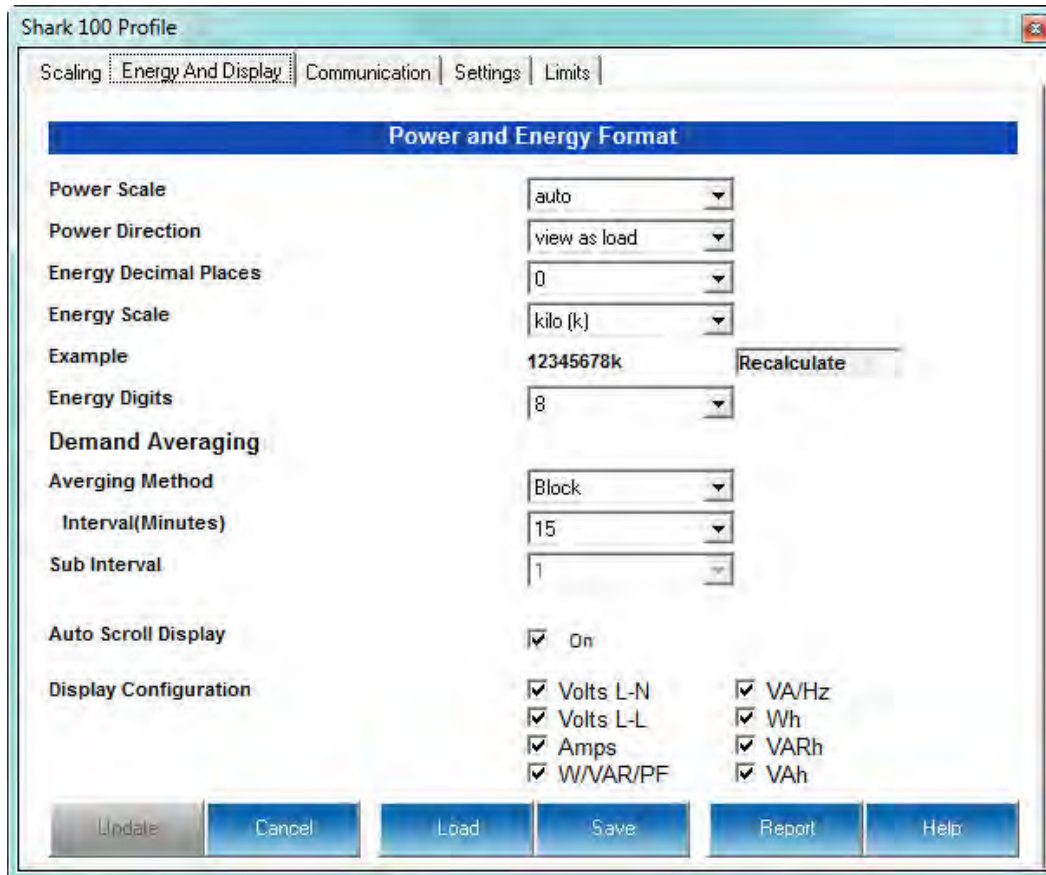 Shark 100 Profile
Scaling Energy And Display Communication Settings Limits
Power and Energy Format
Power Scale auto
Power Direction view as load
Energy Decimal Places 0
Energy Scale kilo (k)
Example 12345678k Recalculate
Energy Digits 8
Demand Averaging
Averging Method Block
Interval(Minutes) 15
Sub Interval 1
Auto Scroll Display On
Display Configuration Volts L-N VA/Hz
Volts L-L Wh
Amps VARh
W/VAR/PF VAh
Update Cancel Load Save Report Help